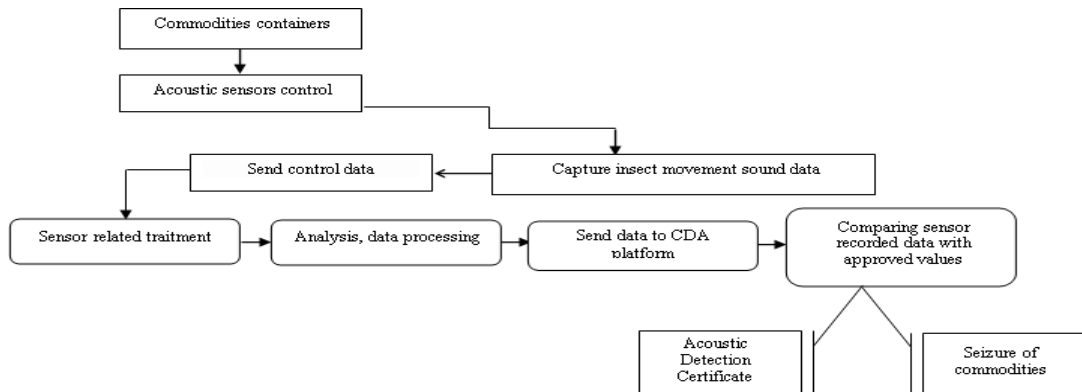 Commodities containers
Acoustic sensors control
Capture insect movement sound data
Send control data
Sensor related traitment
Analysis, data processing
Send data to CDA
platform
Comparing sensor
recorded data with
approved values
Acoustic
Detection
Certificate
Seizure of
commodities